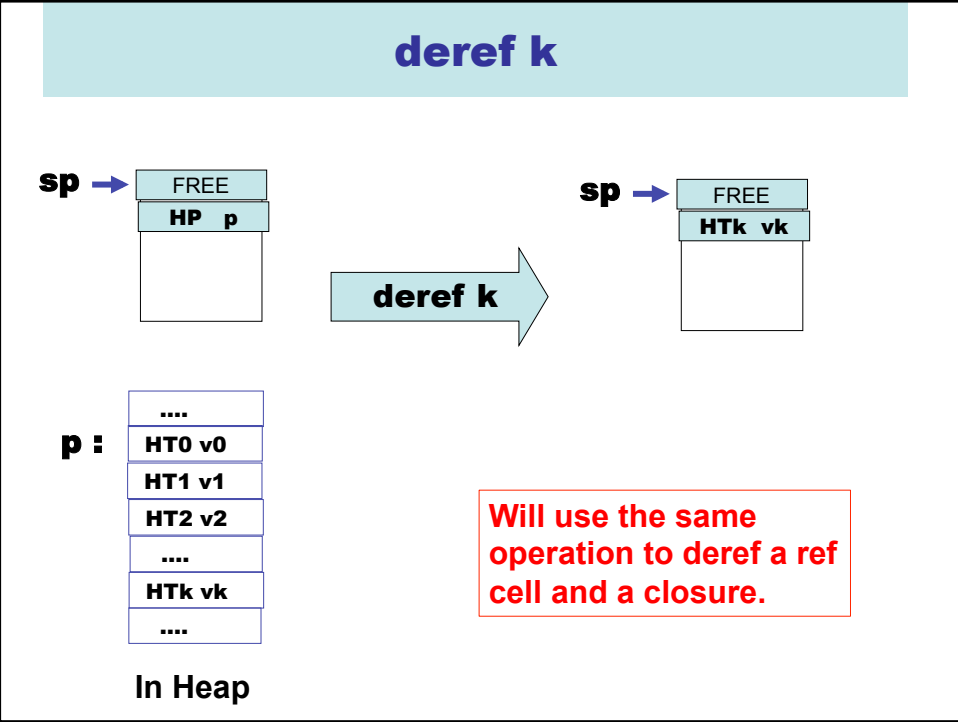 deref k
sp
FREE
HP p
deref k
sp
FREE
HTk vk
p :
....
HT0 v0
HT1 v1
HT2 v2
....
HTk vk
....
In Heap
Will use the same
operation to deref a ref
cell and a closure.